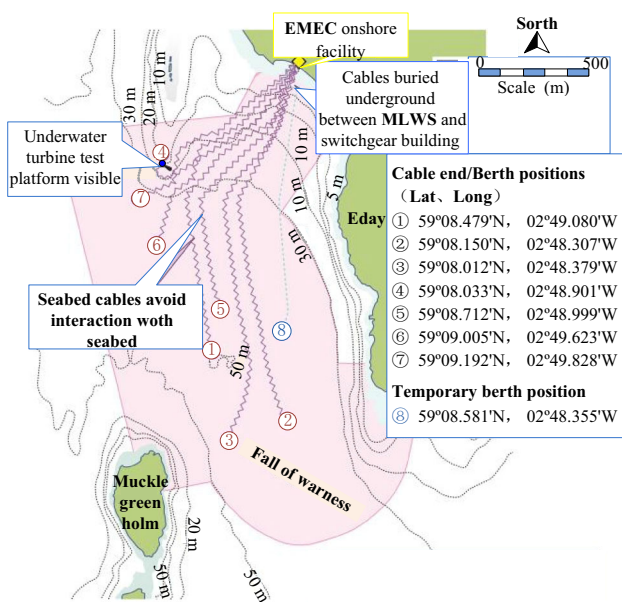 EMEC onshore
facility
Sorth
0
500
Scale (m)
Cables buried
underground
between MLWS and
switchgear building
30 m
20 m
10 m
Underwater
turbine test
platform visible
④
⑦
⑥
10 m
10 m
5 m
30 m
Eday
Cable end/Berth positions
(Lat、Long)
① 59º08.479'N, 02º49.080'W
② 59º08.150'N, 02º48.307'W
③ 59º08.012'N, 02º48.379'W
④ 59º08.033'N, 02º48.901'W
⑤ 59º08.712'N, 02º48.999'W
⑥ 59º09.005'N, 02º49.623'W
⑦ 59º09.192'N, 02º49.828'W
Temporary berth position
⑧ 59º08.581'N, 02º48.355'W
Seabed cables avoid
interaction woth
seabed
⑤
⑧
①
50 m
②
③
Fall of warness
Muckle
green
holm
20 m
50 m
50 m